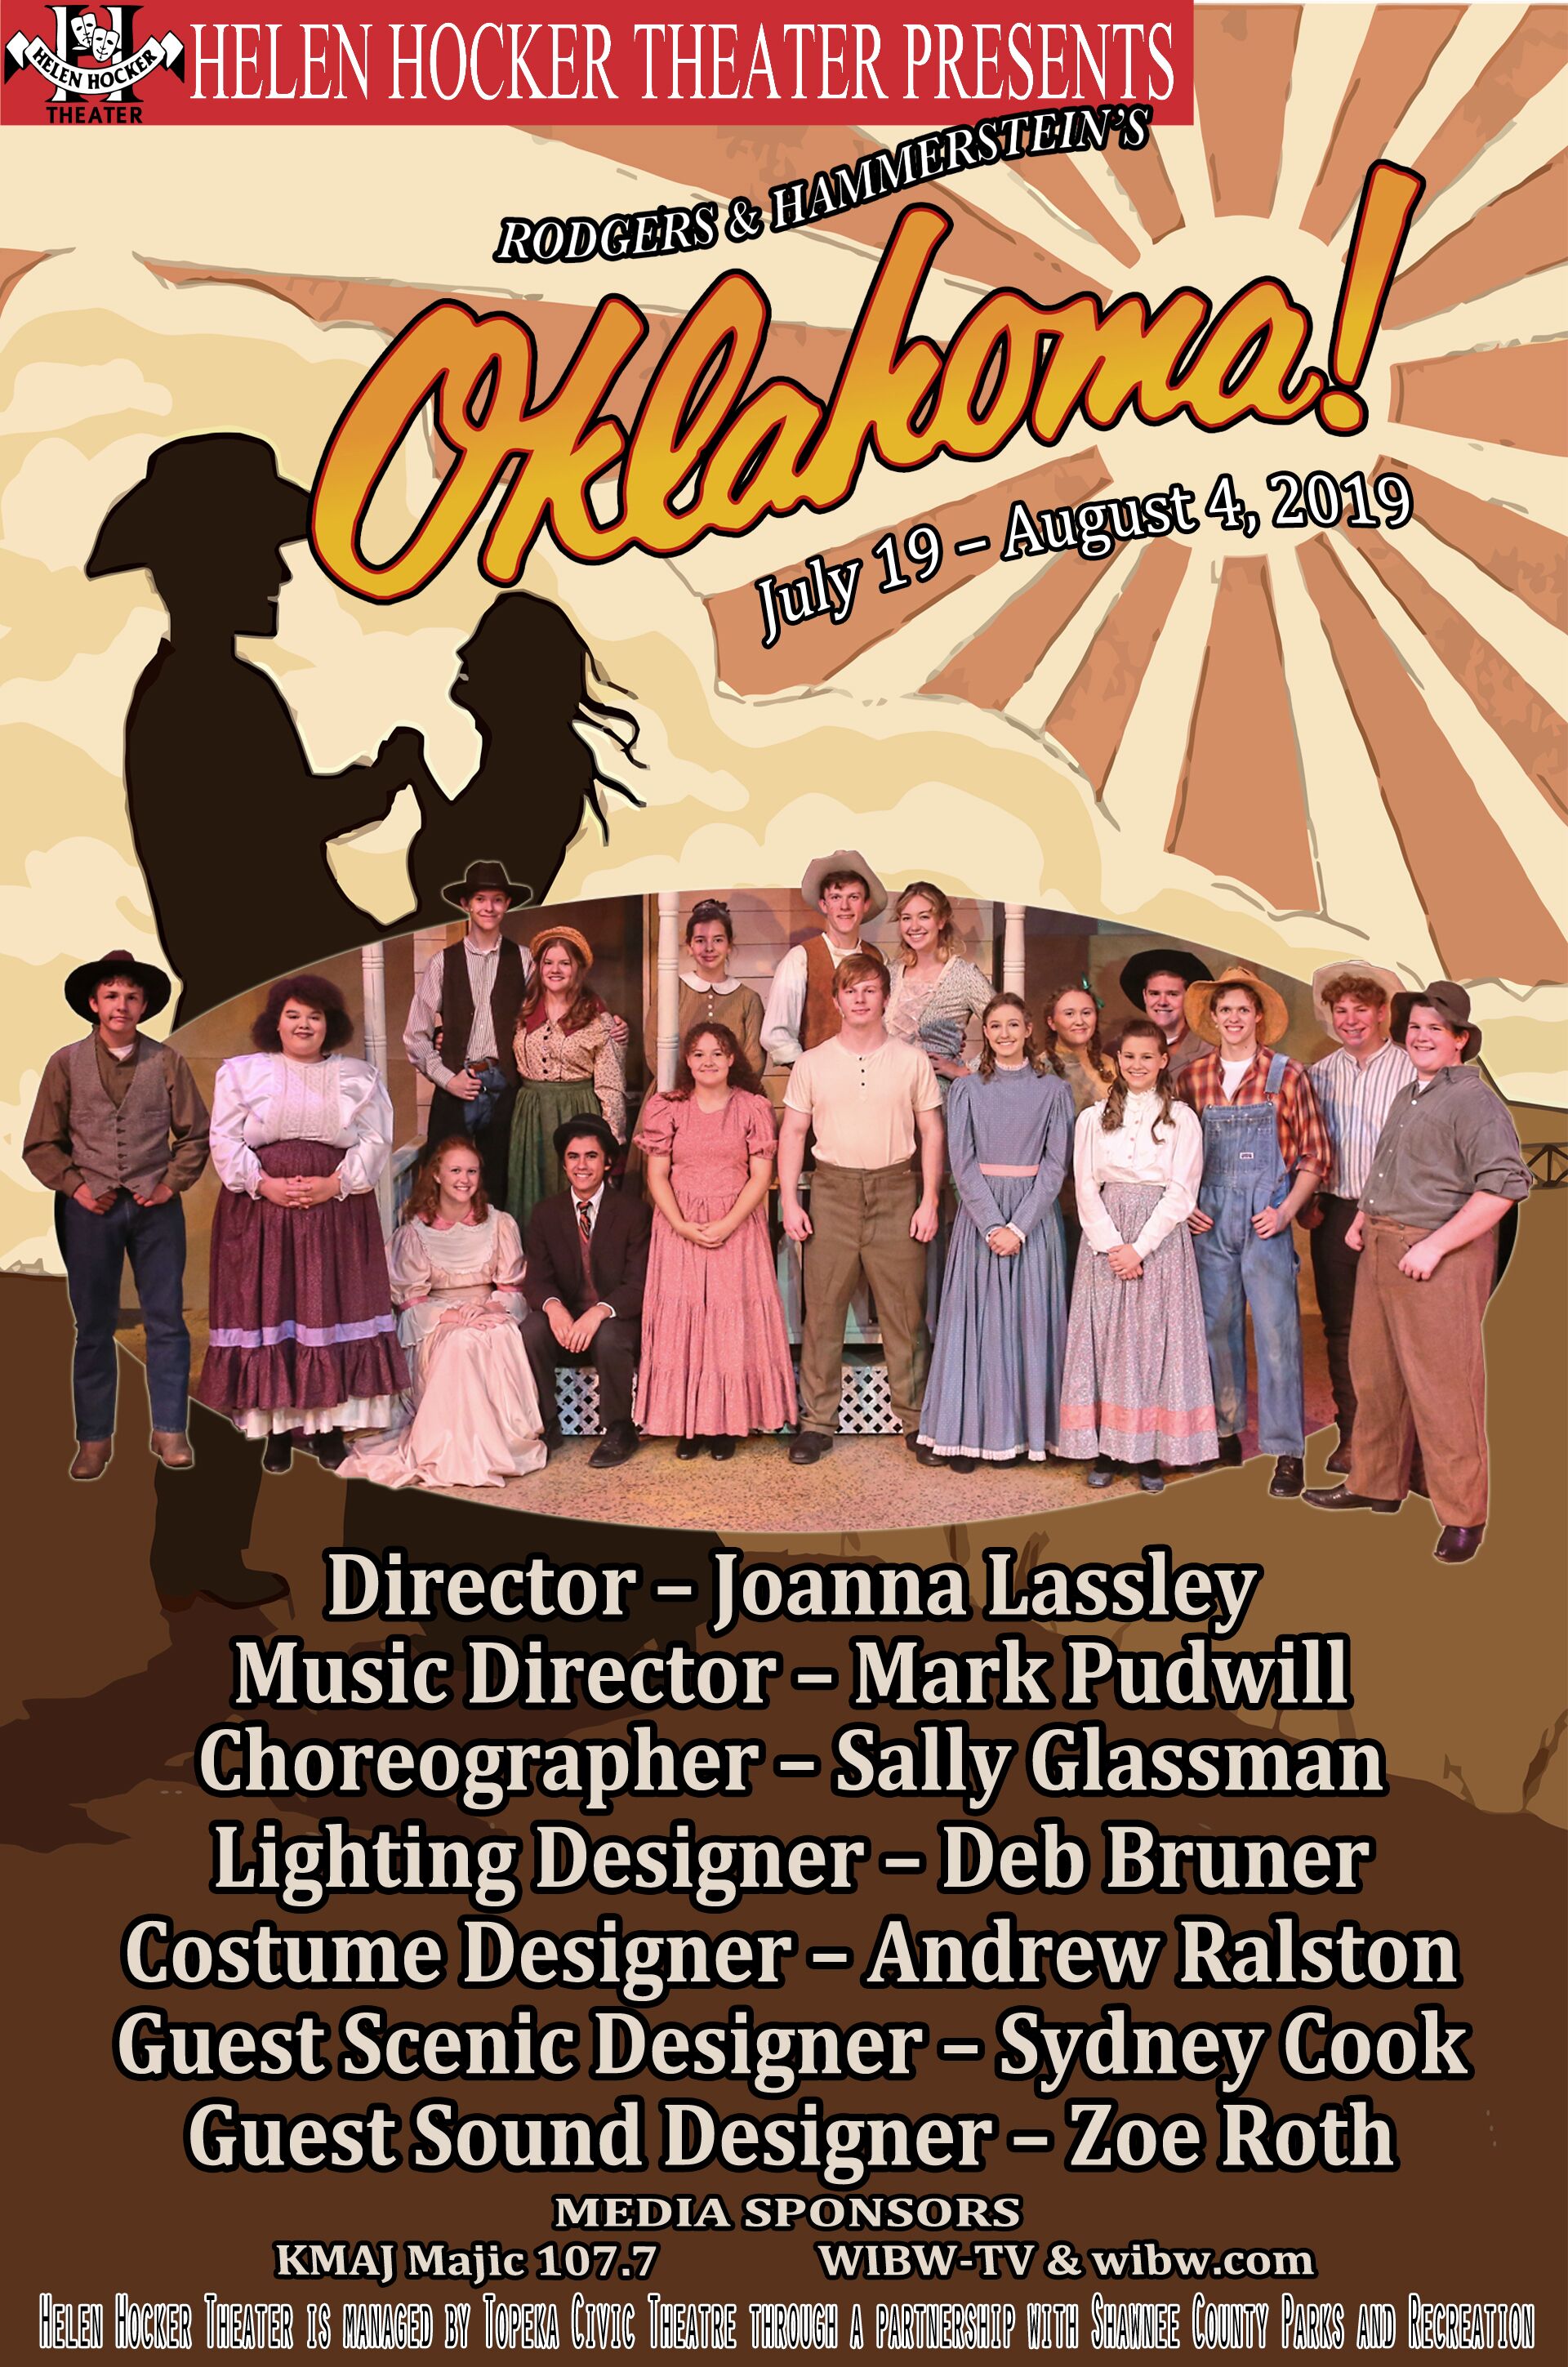 HELEN HOCKER
THEATER
HELEN HOCKER THEATER PRESENTS
RODGERS & HAMMERSTEIN'S
Oklahoma!
July 19 – August 4, 2019
Director – Joanna Lassley
Music Director – Mark Pudwill
Choreographer – Sally Glassman
Lighting Designer – Deb Bruner
Costume Designer – Andrew Ralston
Guest Scenic Designer – Sydney Cook
Guest Sound Designer – Zoe Roth
MEDIA SPONSORS
KMAJ Majic 107.7 WIBW-TV & wibw.com
HELEN HOCKER THEATER IS MANAGED BY TOPEKA CIVIC THEATRE THROUGH A PARTNERSHIP WITH SHAWNEE COUNTY PARKS AND RECREATION